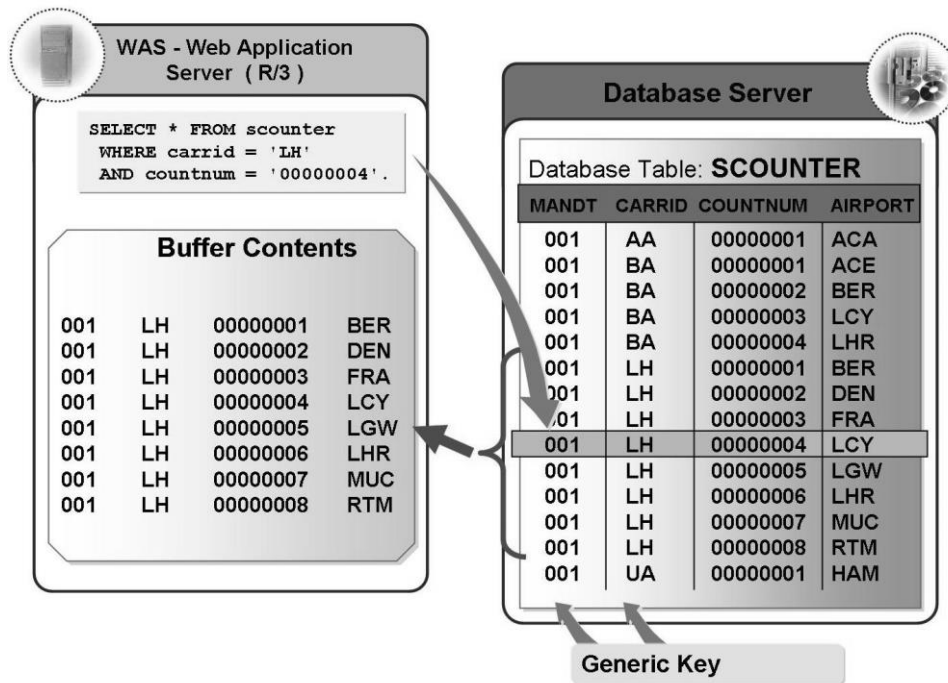 WAS - Web Application
Server ( R/3 )
SELECT * FROM scounter
WHERE carrid = 'LH'
AND countnum = '00000004'.
Buffer Contents
001 LH 00000001 BER
001 LH 00000002 DEN
001 LH 00000003 FRA
001 LH 00000004 LCY
001 LH 00000005 LGW
001 LH 00000006 LHR
001 LH 00000007 MUC
001 LH 00000008 RTM
Database Server
Database Table: SCOUNTER
MANDT CARRID COUNTNUM AIRPORT
001 AA 00000001 ACA
001 BA 00000001 ACE
001 BA 00000002 BER
001 BA 00000003 LCY
001 BA 00000004 LHR
001 LH 00000001 BER
001 LH 00000002 DEN
001 LH 00000003 FRA
001 LH 00000004 LCY
001 LH 00000005 LGW
001 LH 00000006 LHR
001 LH 00000007 MUC
001 LH 00000008 RTM
001 UA 00000001 HAM
Generic Key